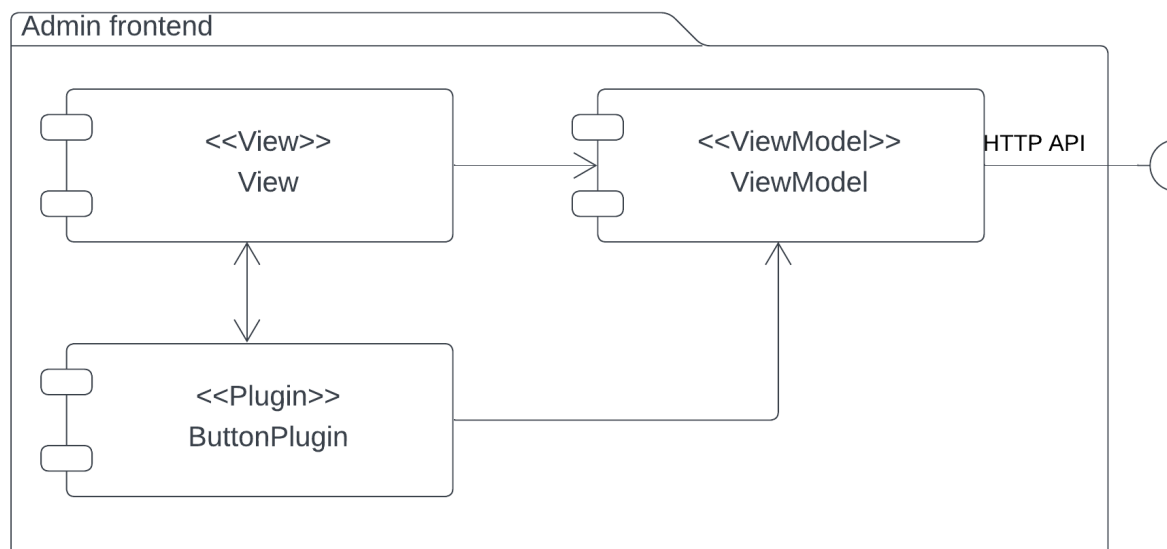 Admin frontend
<<View>>
View
<<ViewModel>>
ViewModel
HTTP API
<<Plugin>>
ButtonPlugin